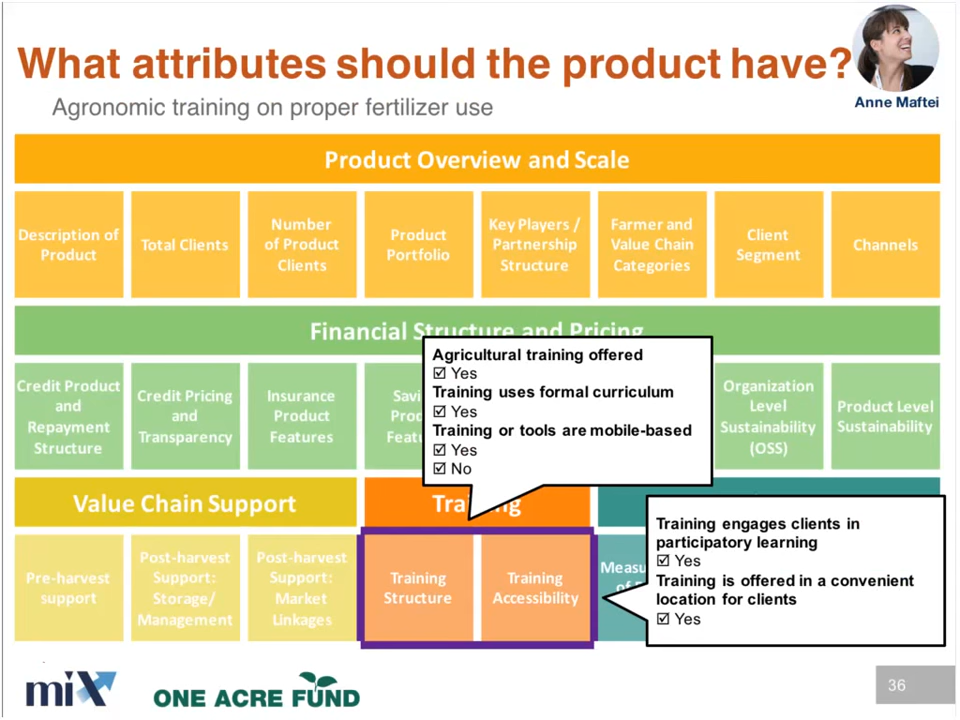 What attributes should the product have?
Anne Maftei
Agronomic training on proper fertilizer use
Product Overview and Scale
Description of
Product
Total Clients
Number
of Product
Clients
Product
Portfolio
Key Players /
Partnership
Structure
Farmer and
Value Chain
Categories
Client
Segment
Channels
Financial Structure and Pricing
Credit Product
and
Repayment
Structure
Credit Pricing
and
Transparency
Insurance
Product
Features
Agricultural training offered
☑ Yes
Training uses formal curriculum
☑ Yes
Training or tools are mobile-based
☑ Yes
☑ No
Organization
Level
Sustainability
(OSS)
Product Level
Sustainability
Value Chain Support
Training
Pre-harvest
support
Post-harvest
Support:
Storage/
Management
Post-harvest
Support:
Market
Linkages
Training
Structure
Training
Accessibility
Training engages clients in
participatory learning
☑ Yes
Training is offered in a convenient
location for clients
☑ Yes
miX
ONE ACRE FUND
36